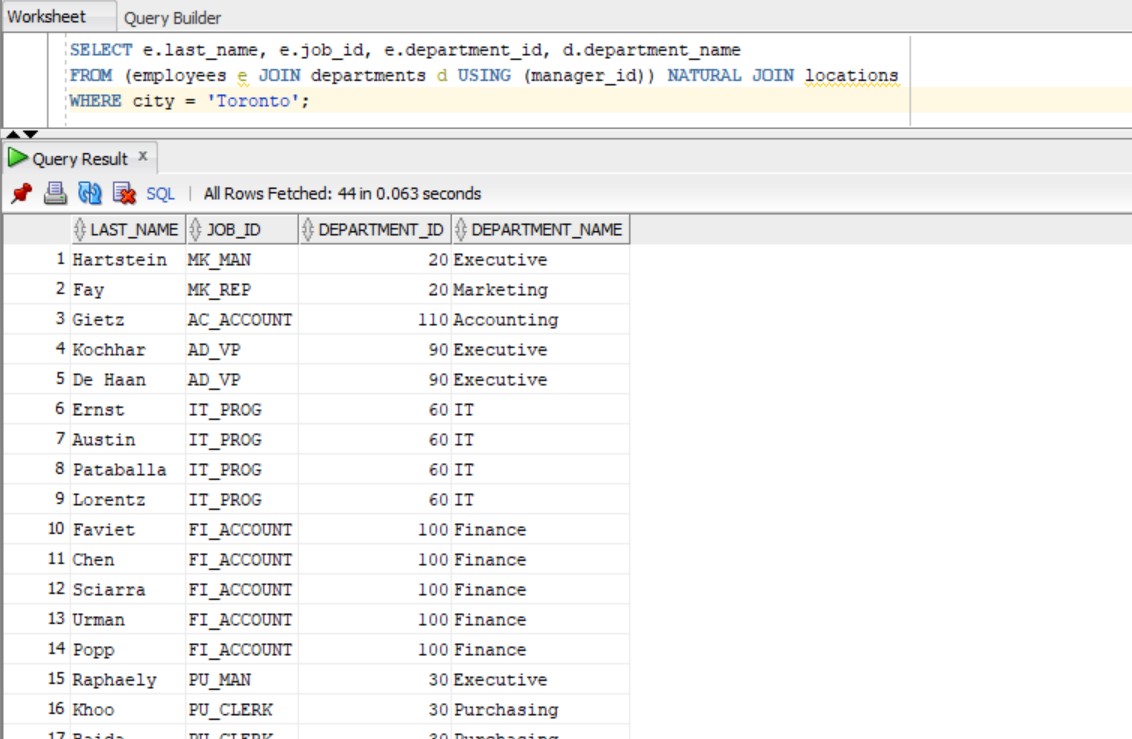 Worksheet Query Builder
SELECT e.last_name, e.job_id, e.department_id, d.department_name
FROM (employees e JOIN departments d USING (manager_id)) NATURAL JOIN locations
WHERE city = 'Toronto';
Query Result x
SQL | All Rows Fetched: 44 in 0.063 seconds
LAST_NAME JOB_ID DEPARTMENT_ID DEPARTMENT_NAME
1 Hartstein MK_MAN 20 Executive
2 Fay MK_REP 20 Marketing
3 Gietz AC_ACCOUNT 110 Accounting
4 Kochhar AD_VP 90 Executive
5 De Haan AD_VP 90 Executive
6 Ernst IT_PROG 60 IT
7 Austin IT_PROG 60 IT
8 Pataballa IT_PROG 60 IT
9 Lorentz IT_PROG 60 IT
10 Faviet FI_ACCOUNT 100 Finance
11 Chen FI_ACCOUNT 100 Finance
12 Sciarra FI_ACCOUNT 100 Finance
13 Urman FI_ACCOUNT 100 Finance
14 Popp FI_ACCOUNT 100 Finance
15 Raphaely PU_MAN 30 Executive
16 Khoo PU_CLERK 30 Purchasing
17 Baida PU_CLERK 30 Purchasing